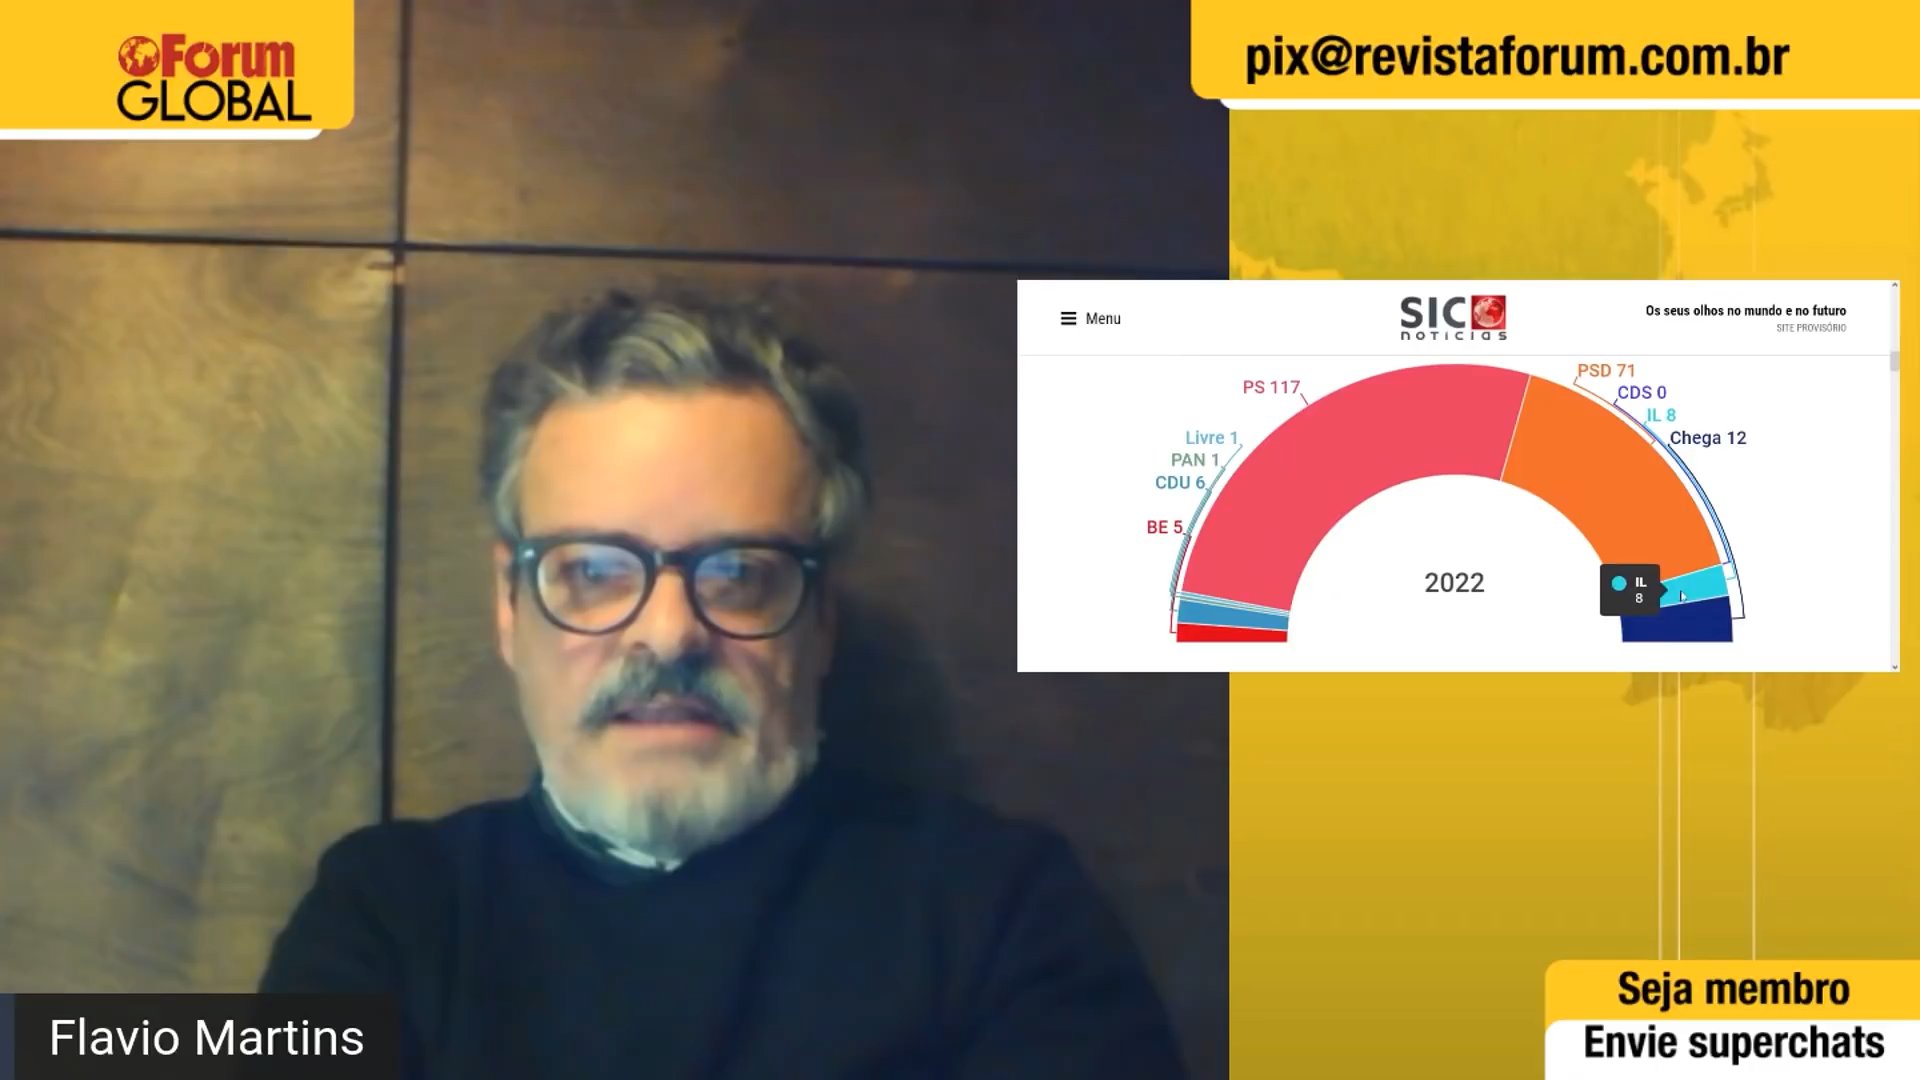 Forum
GLOBAL
pix@revistaforum.com.br
Menu
SIC
notícias
Os seus olhos no mundo e no futuro
SITE PROVISÓRIO
PS 117
Livre 1
PAN 1
CDU 6
BE 5
PSD 71
CDS 0
IL 8
Chega 12
2022
IL
8
Flavio Martins
Seja membro
Envie superchats